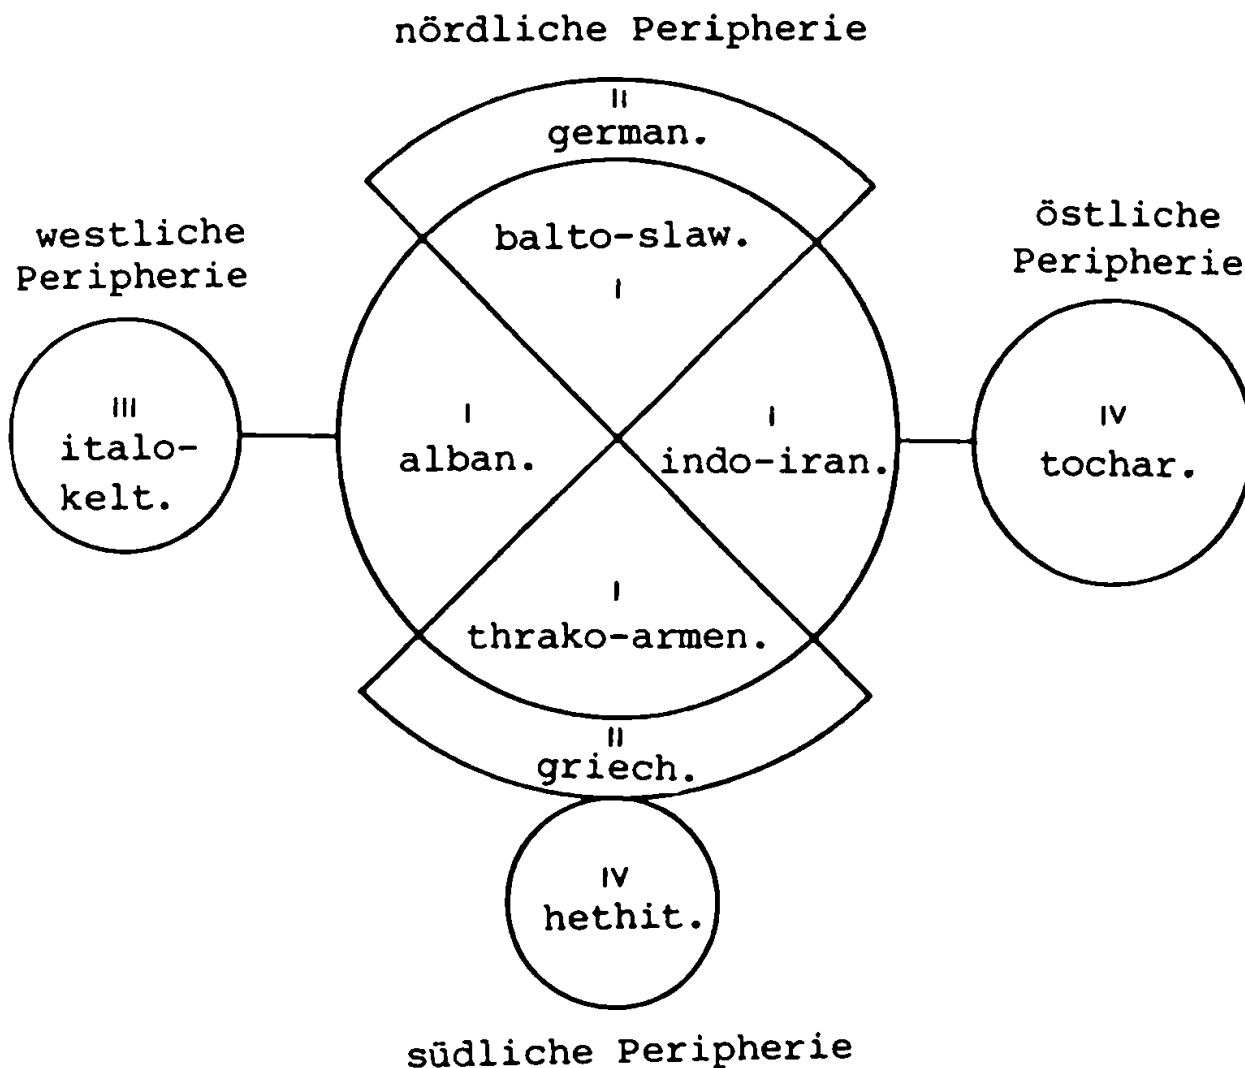 nördliche Peripherie
II
german.
westliche
Peripherie
östliche
Peripherie
balto-slaw.
I
III
italo-
kelt.
I
alban.
I
indo-iran.
IV
tochar.
I
thrako-armen.
II
griech.
IV
hethit.
südliche Peripherie